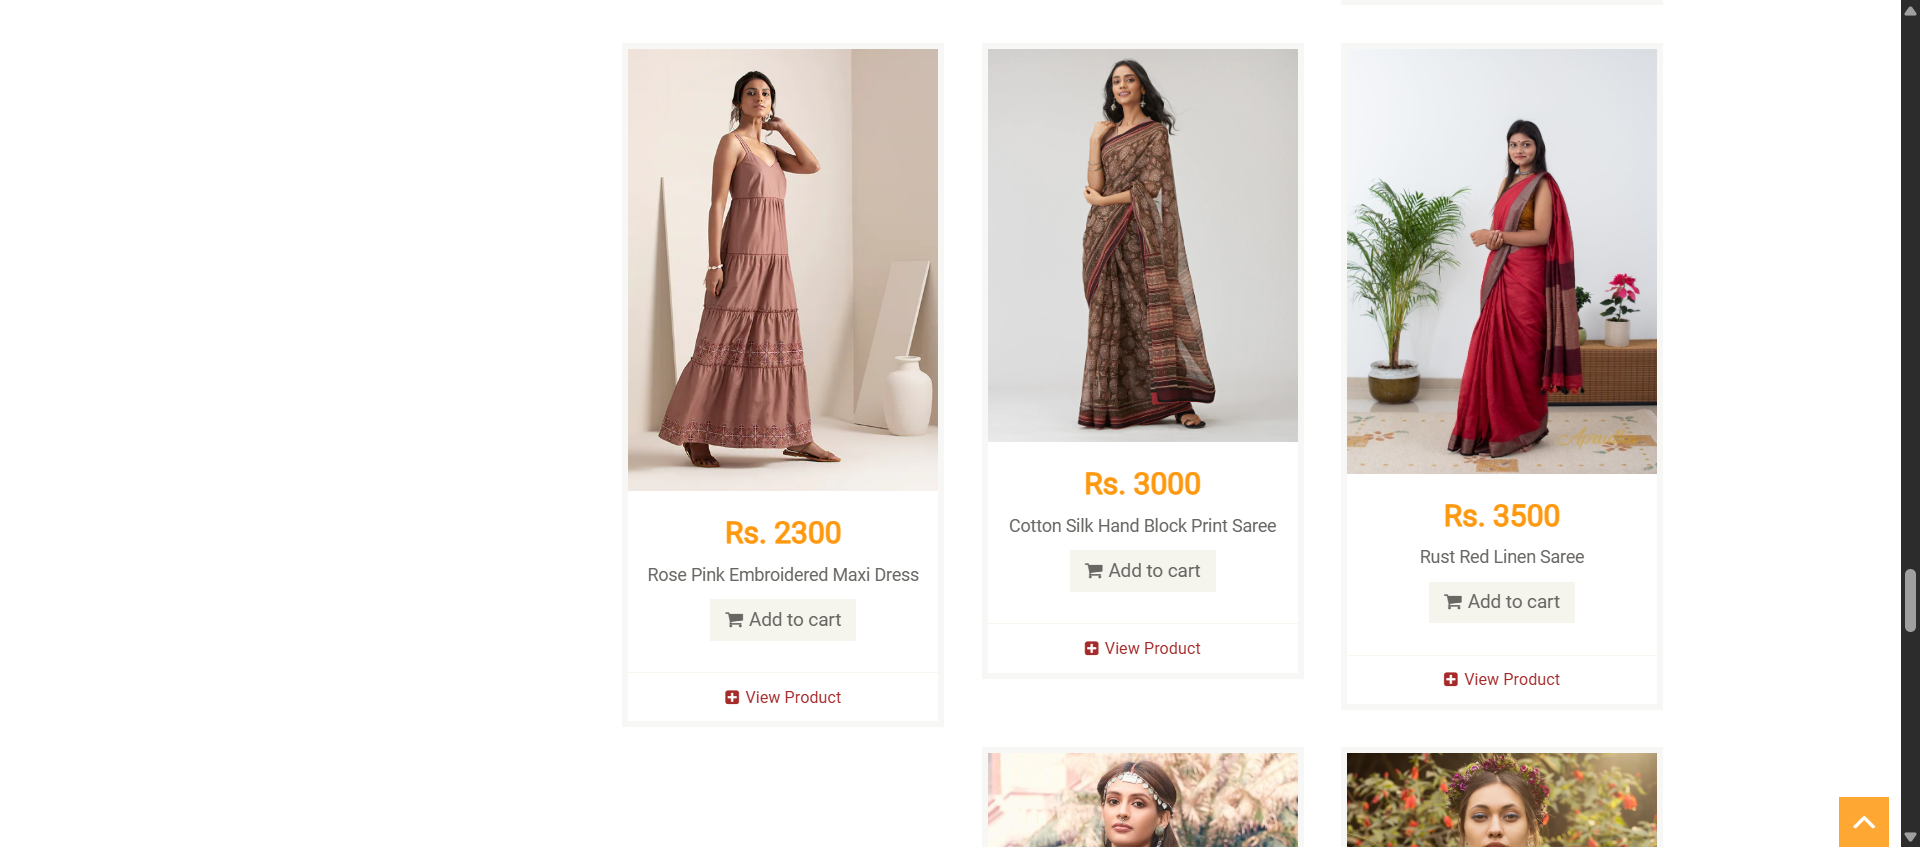 Rs. 2300
Rose Pink Embroidered Maxi Dress
Add to cart
View Product
Rs. 3000
Cotton Silk Hand Block Print Saree
Add to cart
View Product
Rs. 3500
Rust Red Linen Saree
Add to cart
View Product